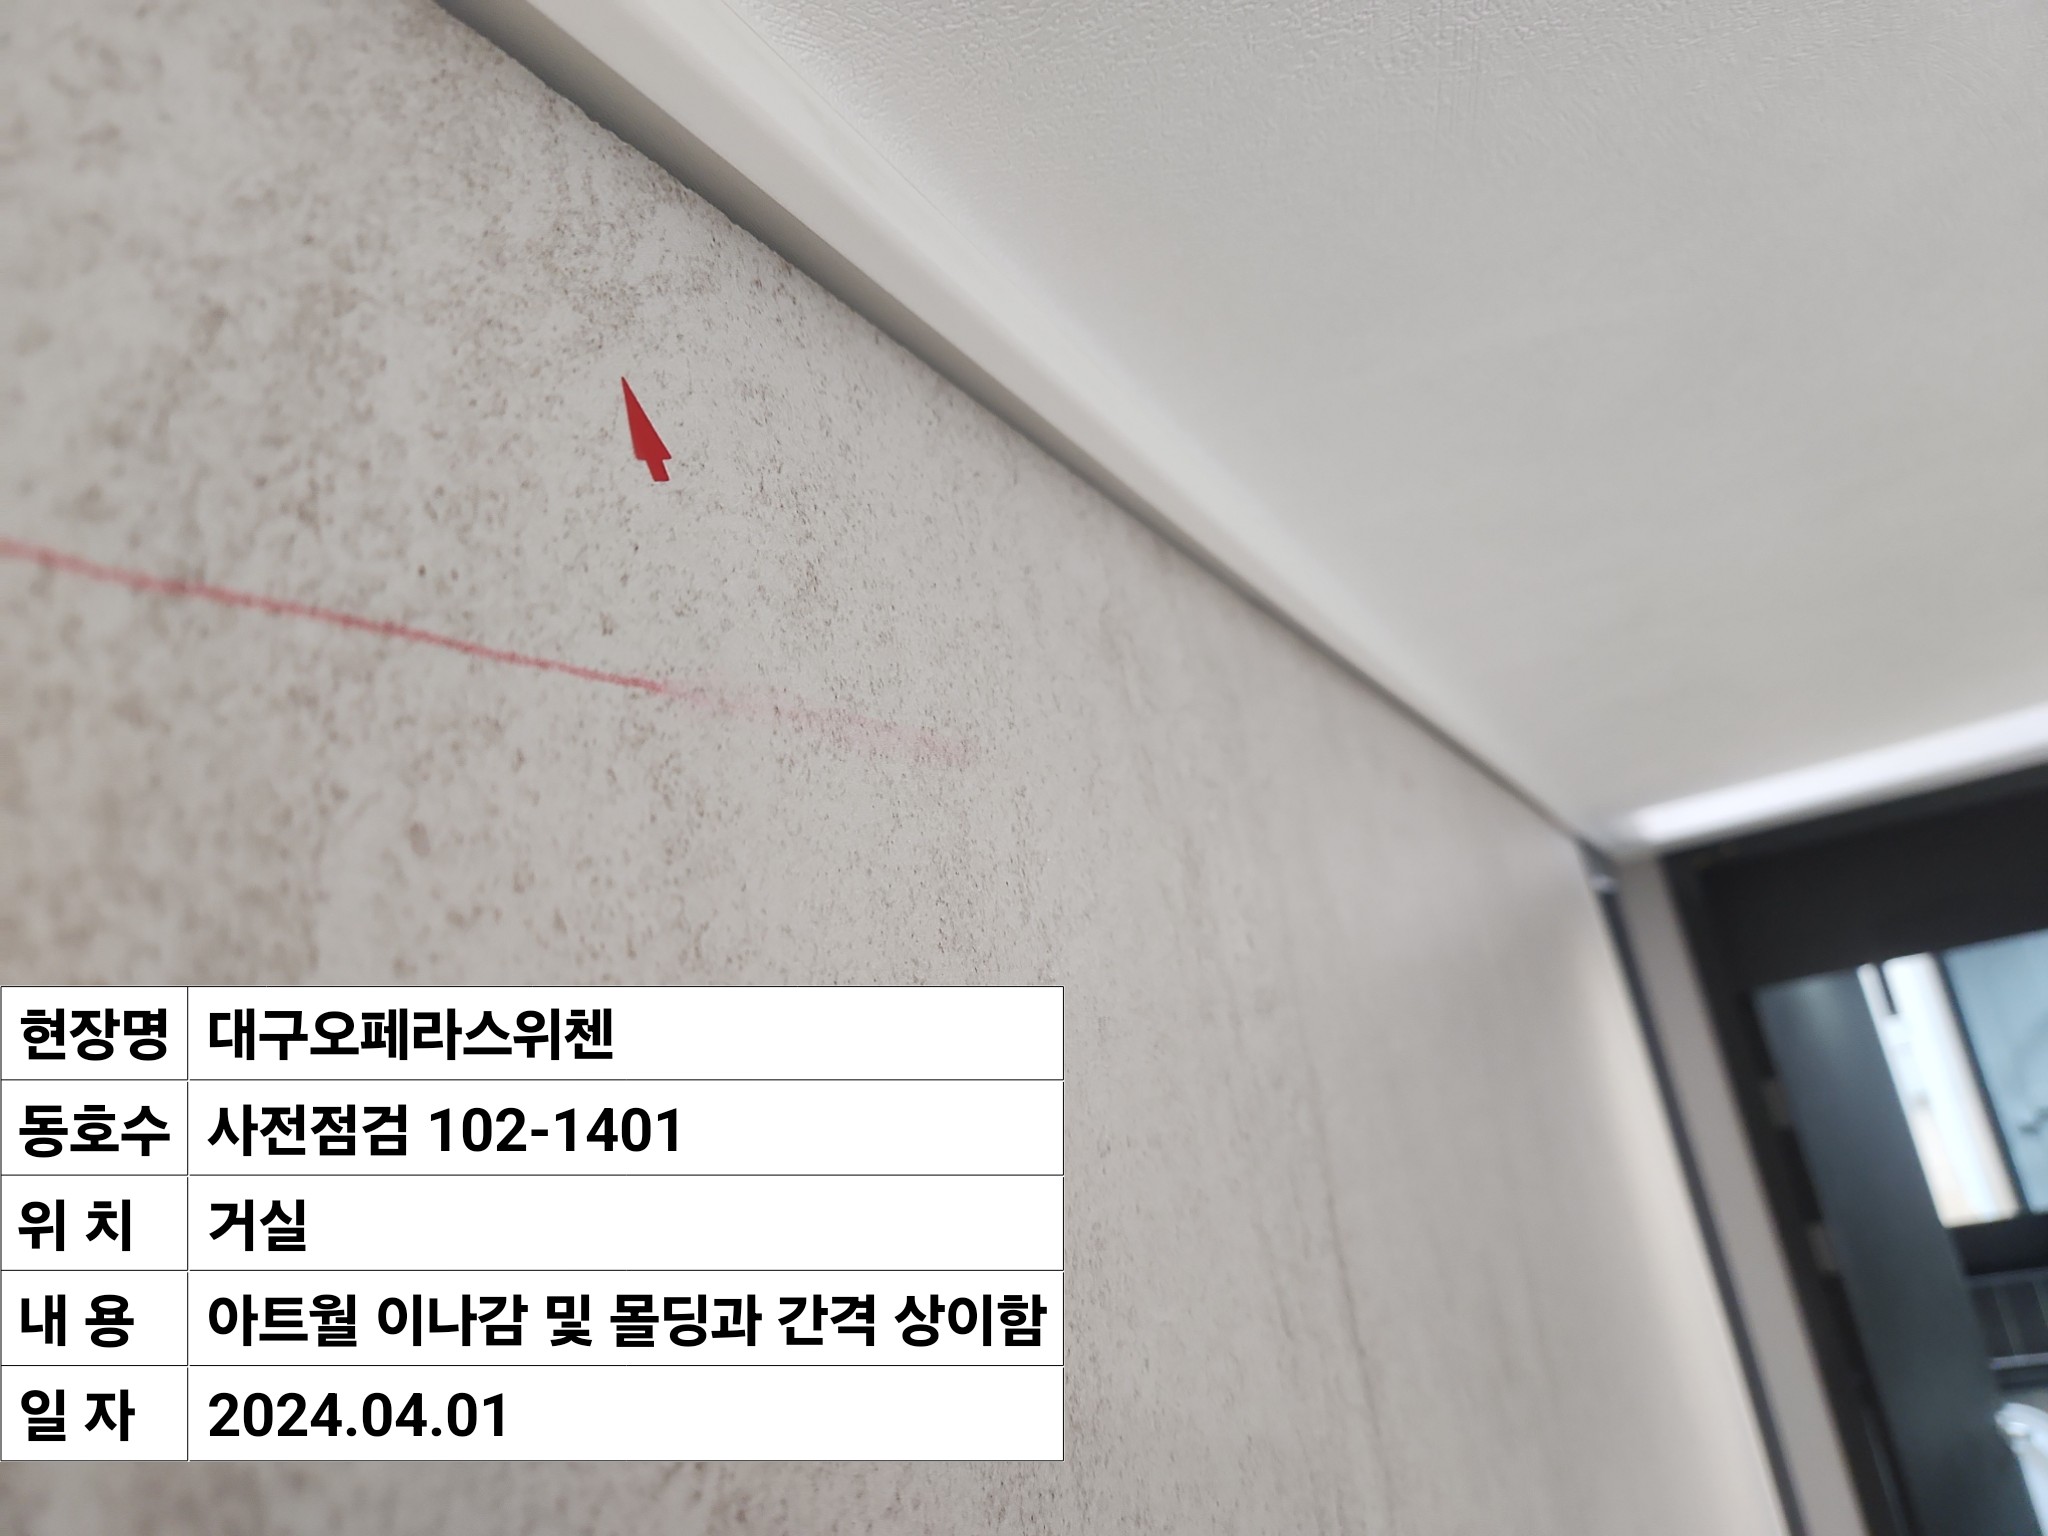 현장명 대구오페라스위첸
동호수 사전점검 102-1401
위 치 거실
내 용 아트월 이나감 및 몰딩과 간격 상이함
일 자 2024.04.01